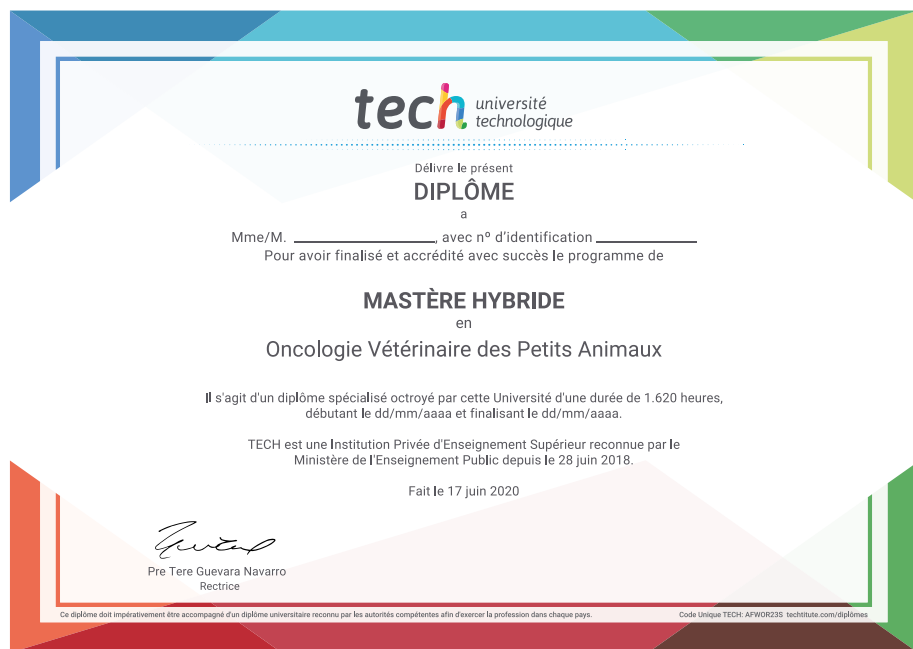 tech université
technologique
Délivre le présent
DIPLÔME
a
Mme/M. ____________, avec nº d'identification ____________
Pour avoir finalisé et accrédité avec succès le programme de
MASTÈRE HYBRIDE
en
Oncologie Vétérinaire des Petits Animaux
Il s'agit d'un diplôme spécialisé octroyé par cette Université d'une durée de 1.620 heures,
débutant le dd/mm/aaaa et finalisant le dd/mm/aaaa.
TECH est une Institution Privée d'Enseignement Supérieur reconnue par le
Ministère de l'Enseignement Public depuis le 28 juin 2018.
Fait le 17 juin 2020
Pre Tere Guevara Navarro
Rectrice
Ce diplôme doit impérativement être accompagné d'un diplôme universitaire reconnu par les autorités compétentes afin d'exercer la profession dans chaque pays.
Code Unique TECH: AFWOR23S techtitute.com/diplômes